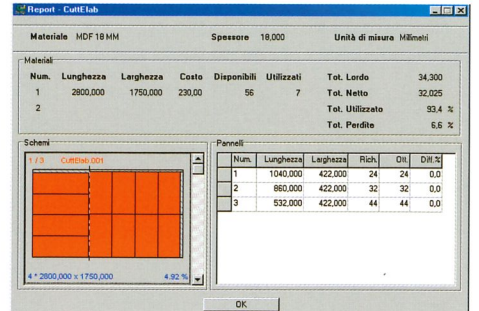 Report - CuttElab
Materiale MDF 18 MM Spessore 18,000 Unità di misura Millimetri
Materiali
Num. Lunghezza Larghezza Costo Disponibili Utilizzati Tot. Lordo 34,300
1 2800,000 1750,000 230,00 56 7 Tot. Netto 32,025
2 Tot. Utilizzato 93,4 %
Tot. Perdite 6,6 %
Schemi Pannelli
1 / 3 CuttElab.001
Num. Lunghezza Larghezza Rich. Ott. Diff.%
1 1040,000 422,000 24 24 0,0
2 860,000 422,000 32 32 0,0
3 532,000 422,000 44 44 0,0
4 * 2800,000 x 1750,000 4.92 %
OK